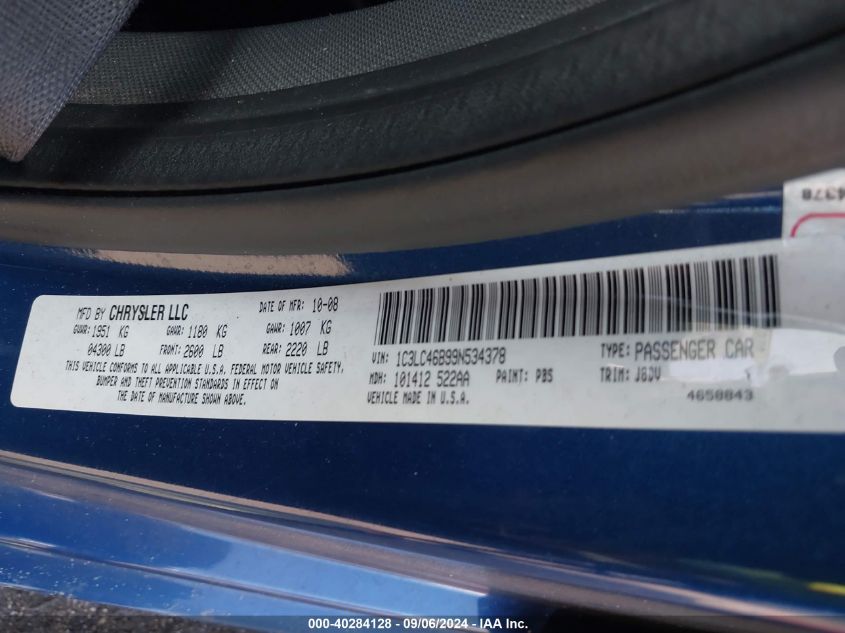 4378
MFD BY CHRYSLER LLC DATE OF MFR: 10-08
GVWR: 1951 KG GAWR: 1180 KG GAWR: 1007 KG
04300 LB FRONT: 2600 LB REAR: 2220 LB
THIS VEHICLE CONFORMS TO ALL APPLICABLE U.S.A. FEDERAL MOTOR VEHICLE SAFETY,
BUMPER AND THEFT PREVENTION STANDARDS IN EFFECT ON
THE DATE OF MANUFACTURE SHOWN ABOVE.
VIN: 1C3LC46B99N534378 TYPE: PASSENGER CAR
MDH: 101412 522AA PAINT: PB5 TRIM: J8DV
VEHICLE MADE IN U.S.A. 4658843
000-40284128 - 09/06/2024 - IAA Inc.